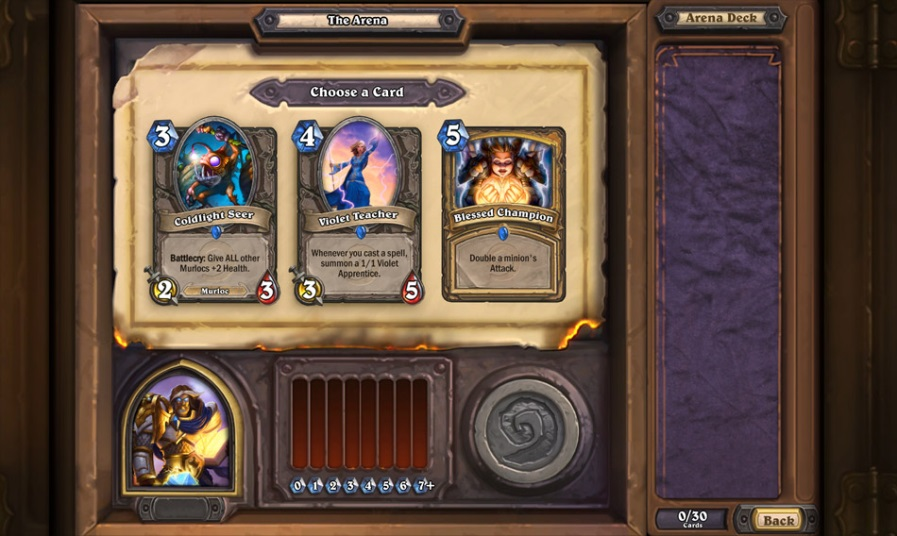 The Arena
Arena Deck
Choose a Card
3
4
5
Coldlight Seer
Violet Teacher
Blessed Champion
Battlecry: Give ALL other
Murlocs +2 Health.
Whenever you cast a spell,
summon a 1/1 Violet
Apprentice.
Double a minion's
Attack.
2
Murloc
3
3
5
0 1 2 3 4 5 6 7+
0/30
Cards
Back